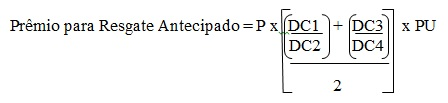 Prêmio para Resgate Antecipado = P x [ ( DC1 / DC2 ) + ( DC3 / DC4 ) ] x PU
2